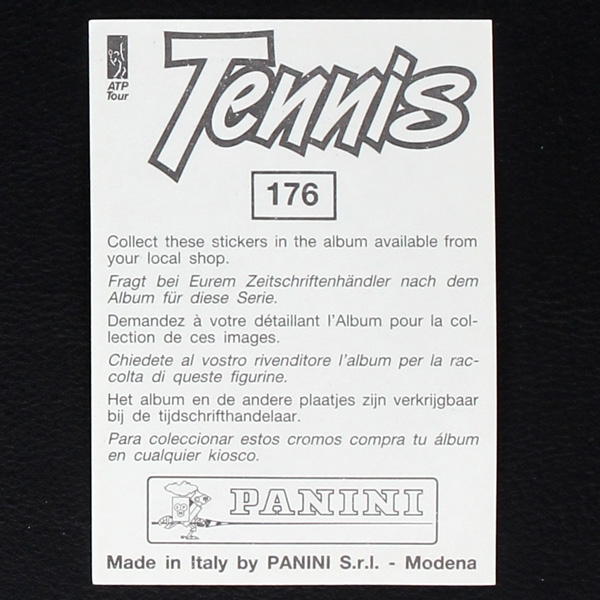 ATP
Tour
Tennis
176
Collect these stickers in the album available from
your local shop.
Fragt bei Eurem Zeitschriftenhändler nach dem
Album für diese Serie.
Demandez à votre détaillant l'Album pour la col-
lection de ces images.
Chiedete al vostro rivenditore l'album per la rac-
colta di queste figurine.
Het album en de andere plaatjes zijn verkrijgbaar
bij de tijdschrifthandelaar.
Para coleccionar estos cromos compra tu álbum
en cualquier kiosco.
PANINI
Made in Italy by PANINI S.r.l. - Modena